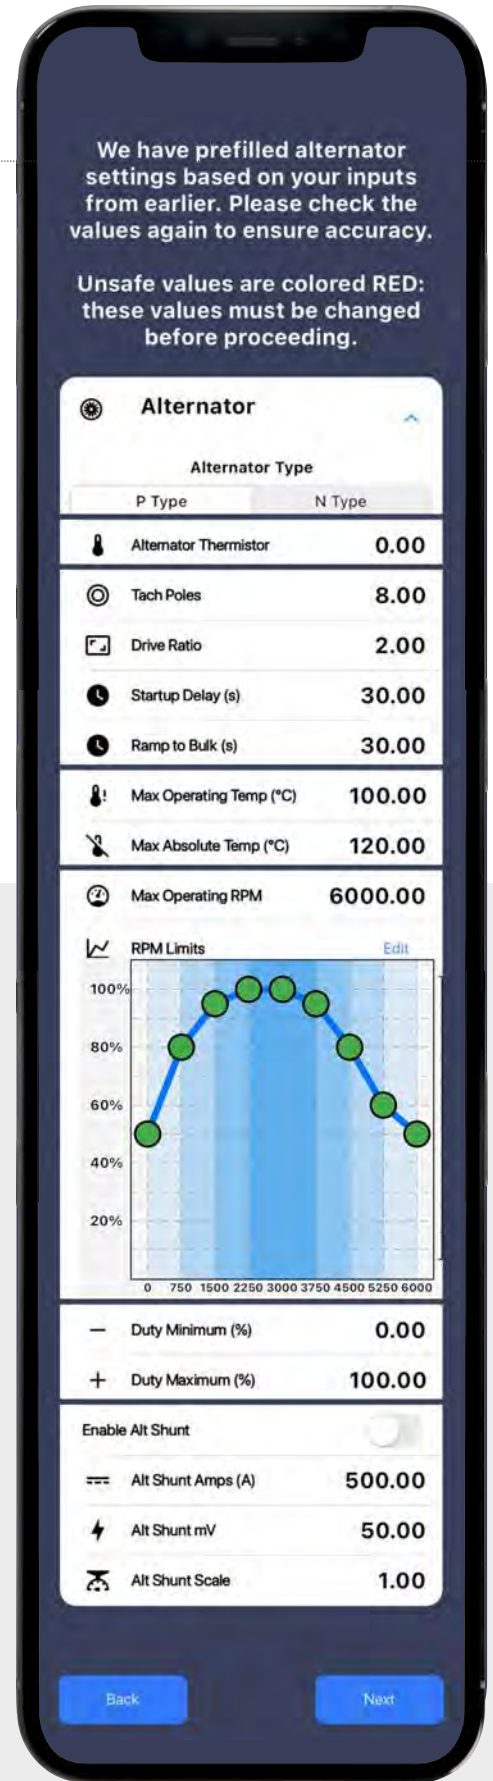 We have prefilled alternator
settings based on your inputs
from earlier. Please check the
values again to ensure accuracy.
Unsafe values are colored RED:
these values must be changed
before proceeding.
Alternator
Alternator Type
P Type N Type
Alternator Thermistor 0.00
Tach Poles 8.00
Drive Ratio 2.00
Startup Delay (s) 30.00
Ramp to Bulk (s) 30.00
Max Operating Temp (°C) 100.00
Max Absolute Temp (°C) 120.00
Max Operating RPM 6000.00
RPM Limits Edit
100%
80%
60%
40%
20%
0 750 1500 2250 3000 3750 4500 5250 6000
Duty Minimum (%) 0.00
Duty Maximum (%) 100.00
Enable Alt Shunt
Alt Shunt Amps (A) 500.00
Alt Shunt mV 50.00
Alt Shunt Scale 1.00
Back Next